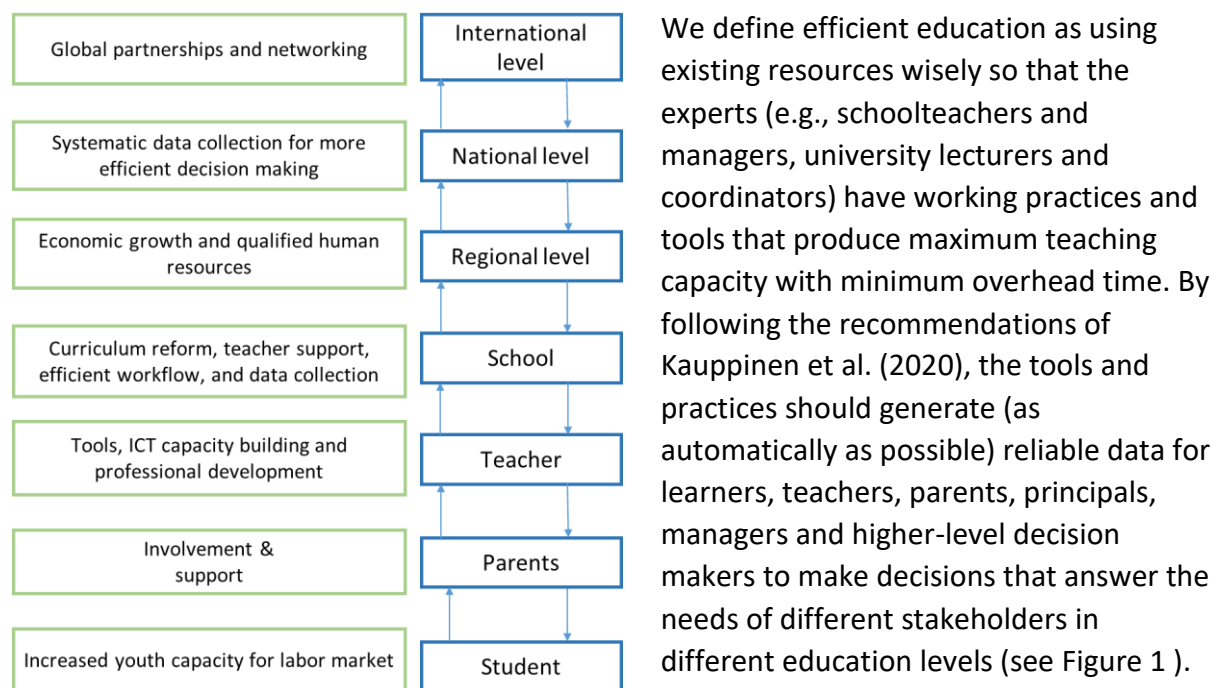 Global partnerships and networking
International
level
Systematic data collection for more
efficient decision making
National level
Economic growth and qualified human
resources
Regional level
Curriculum reform, teacher support,
efficient workflow, and data collection
School
Tools, ICT capacity building and
professional development
Teacher
Involvement &
support
Parents
Increased youth capacity for labor market
Student
We define efficient education as using
existing resources wisely so that the
experts (e.g., schoolteachers and
managers, university lecturers and
coordinators) have working practices and
tools that produce maximum teaching
capacity with minimum overhead time. By
following the recommendations of
Kauppinen et al. (2020), the tools and
practices should generate (as
automatically as possible) reliable data for
learners, teachers, parents, principals,
managers and higher-level decision
makers to make decisions that answer the
needs of different stakeholders in
different education levels (see Figure 1 ).